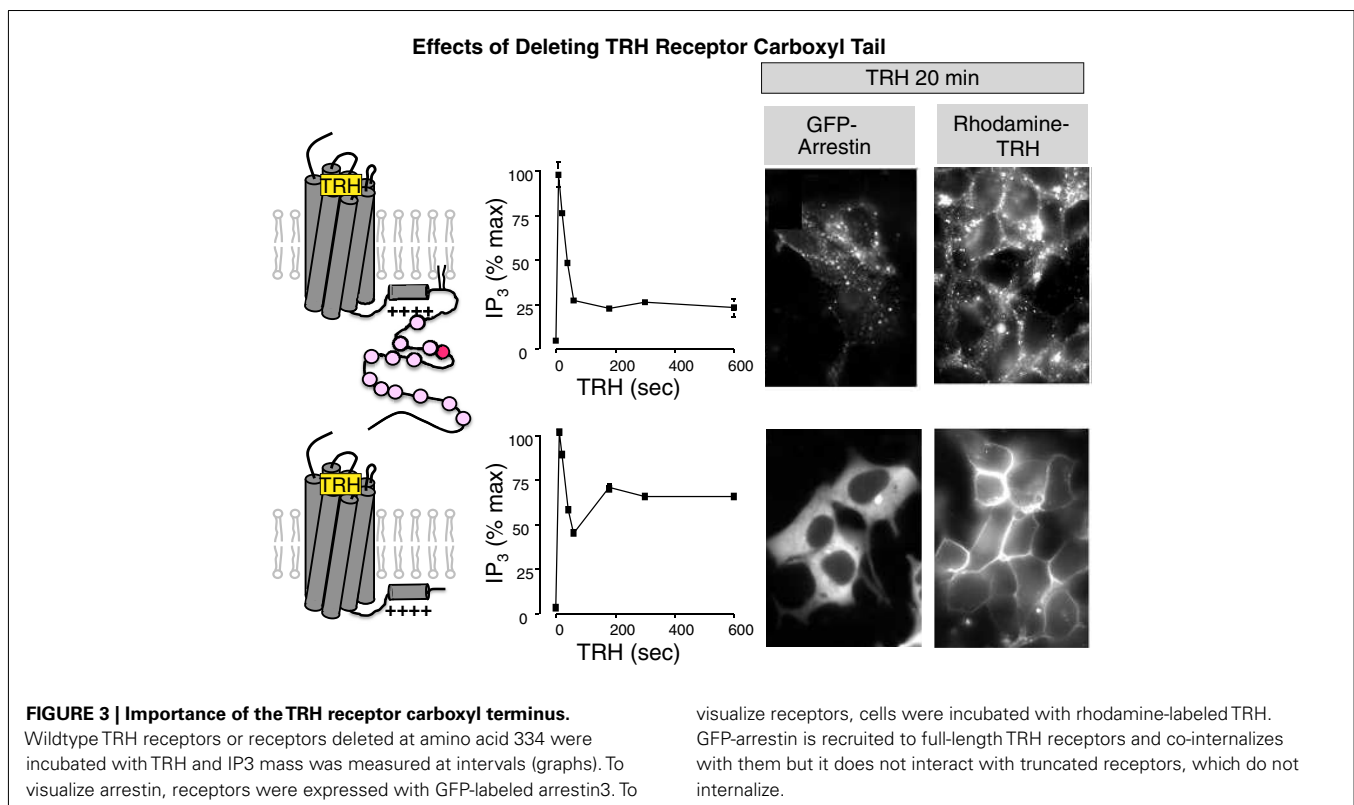 Effects of Deleting TRH Receptor Carboxyl Tail
TRH 20 min
GFP-
Arrestin
Rhodamine-
TRH
TRH
++++
IP3 (% max)
100
75
50
25
0
0 200 400 600
TRH (sec)
TRH
++++
IP3 (% max)
100
75
50
25
0
0 200 400 600
TRH (sec)
FIGURE 3 | Importance of the TRH receptor carboxyl terminus.
Wildtype TRH receptors or receptors deleted at amino acid 334 were
incubated with TRH and IP3 mass was measured at intervals (graphs). To
visualize arrestin, receptors were expressed with GFP-labeled arrestin3. To
visualize receptors, cells were incubated with rhodamine-labeled TRH.
GFP-arrestin is recruited to full-length TRH receptors and co-internalizes
with them but it does not interact with truncated receptors, which do not
internalize.